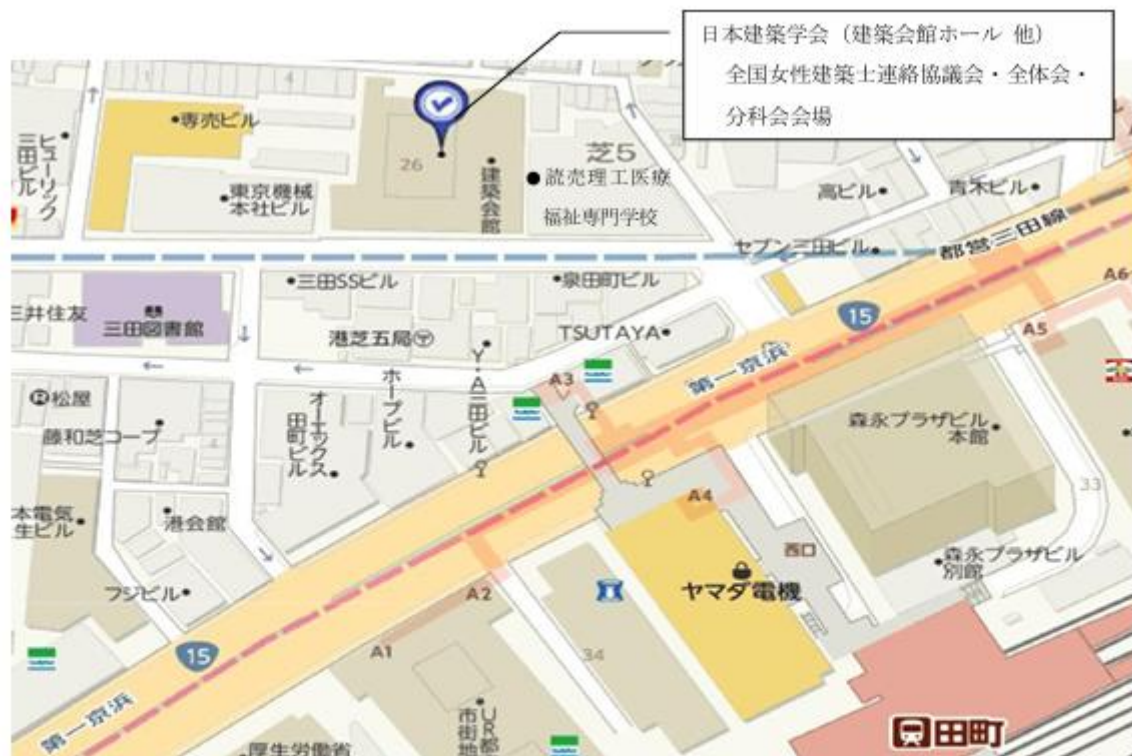 日本建築学会（建築会館ホール 他）
全国女性建築士連絡協議会・全体会・
分科会会場
専売ビル
ヒューリック
三田ビル
東京機械
本社ビル
26
建築会館
芝5
読売理工医療
福祉専門学校
高ビル
青木ビル
セブン三田ビル
都営三田線
三井住友
三田図書館
三田SSビル
泉田町ビル
港芝五局
TSUTAYA
15
第一京浜
A6
A5
A3
Y・A三田ビル
ホープビル
オーエックス
田町ビル
松屋
藤和芝コープ
森永プラザビル
本館
33
本電気
生ビル
港会館
A4
西口
森永プラザビル
別館
フジビル
A2
ヤマダ電機
15
A1
34
第一京浜
UR都
市街地
厚生労働省
田町